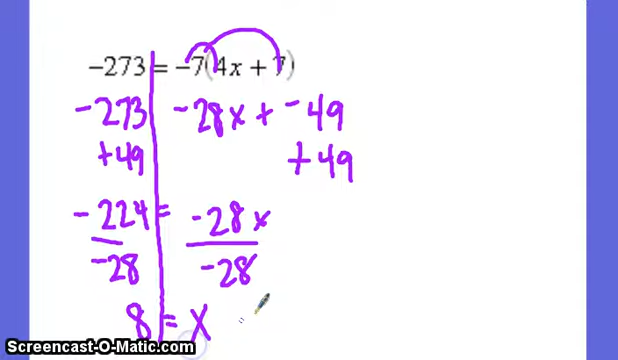 -273 = -7(4x + 7)
-273 -28x + -49
+49 +49
-224 = -28x
-28 -28
8 = x
Screencast-O-Matic.com